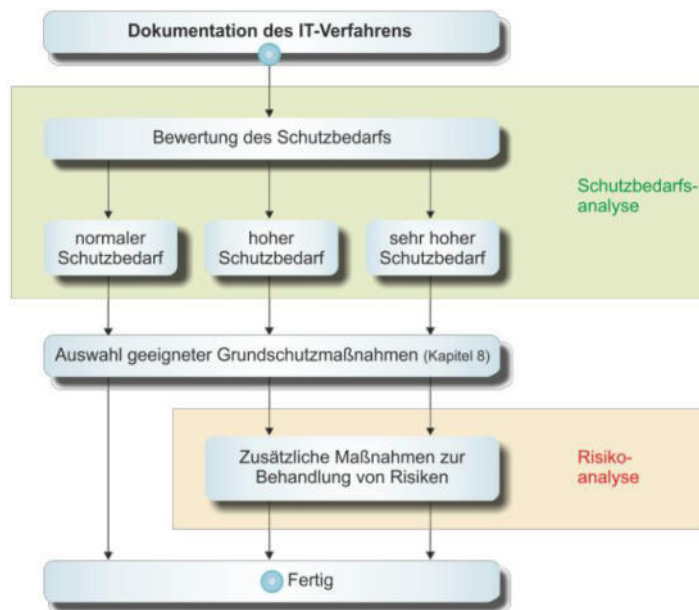 Dokumentation des IT-Verfahrens
Bewertung des Schutzbedarfs
Schutzbedarfs-
analyse
normaler
Schutzbedarf
hoher
Schutzbedarf
sehr hoher
Schutzbedarf
Auswahl geeigneter Grundschutzmaßnahmen (Kapitel 8)
Zusätzliche Maßnahmen zur
Behandlung von Risiken
Risiko-
analyse
Fertig